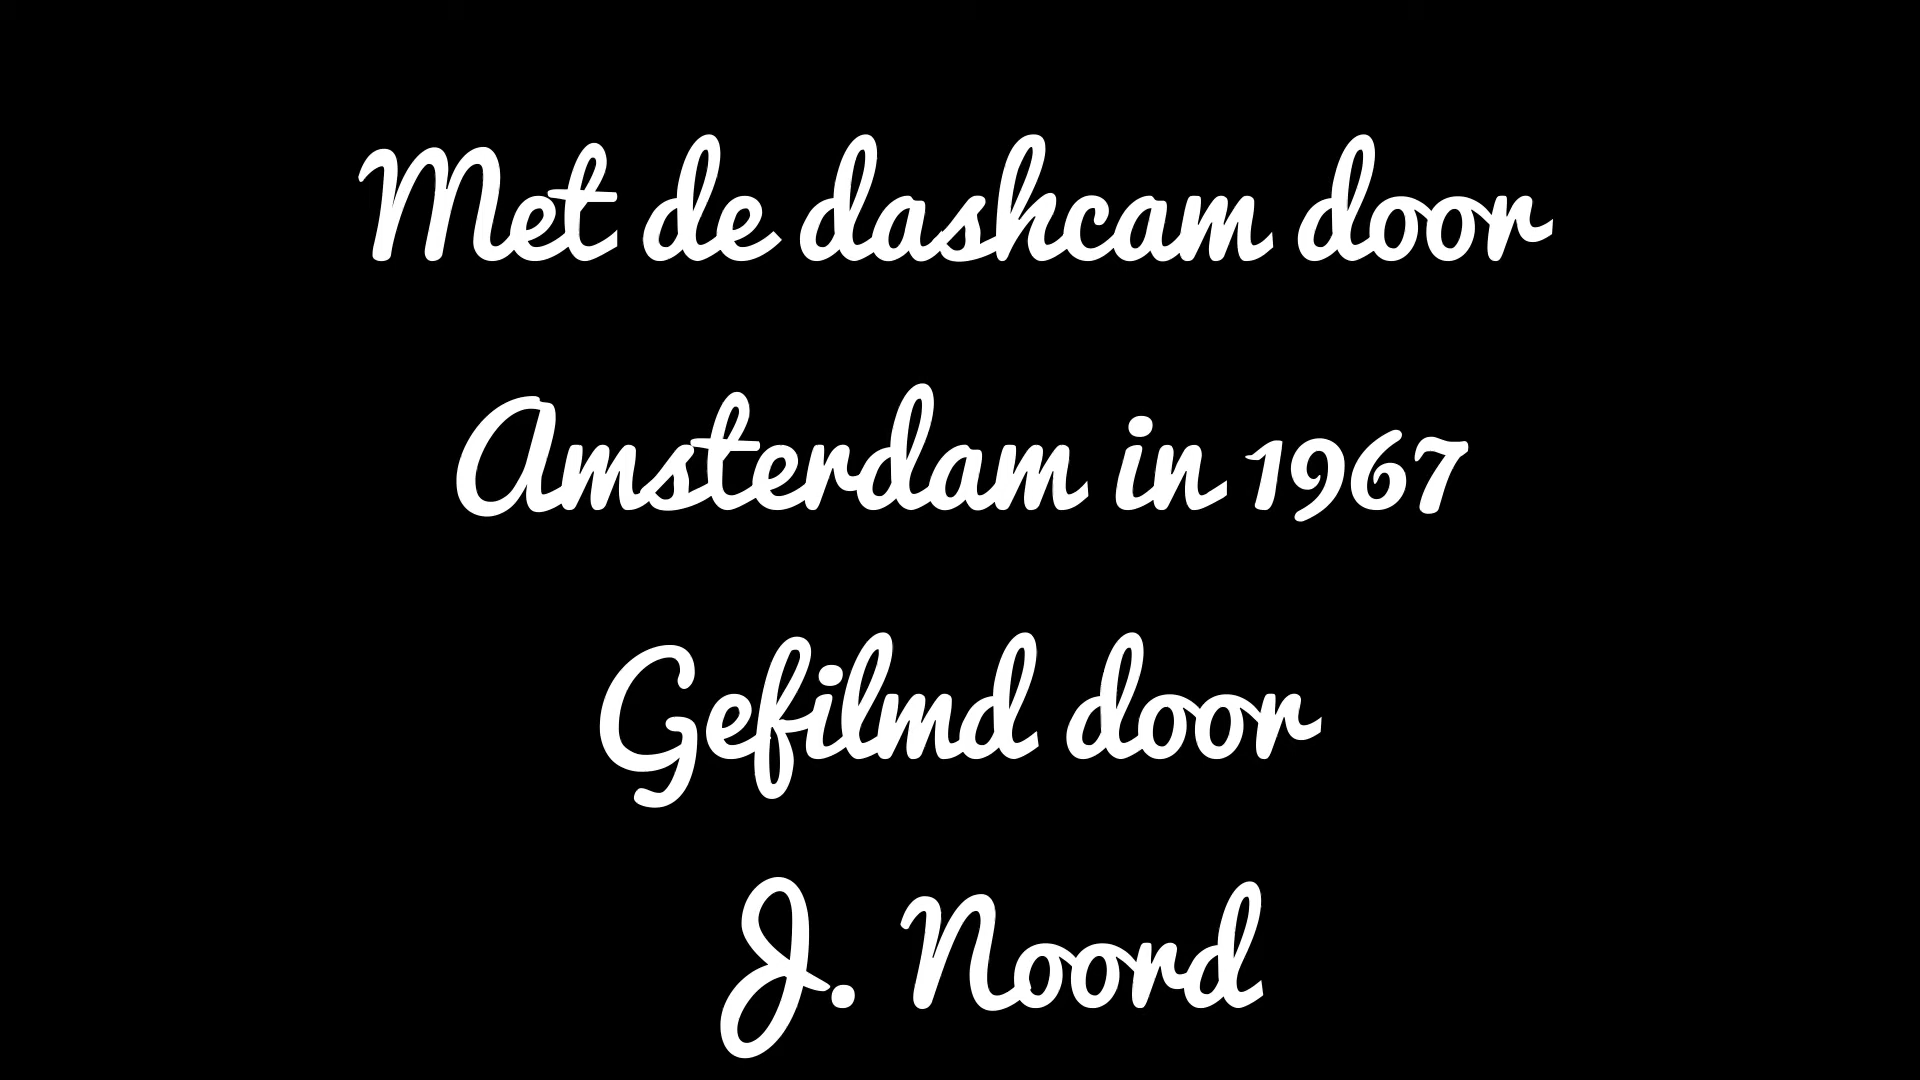 Met de dashcam door
Amsterdam in 1967
Gefilmd door
J. Noord